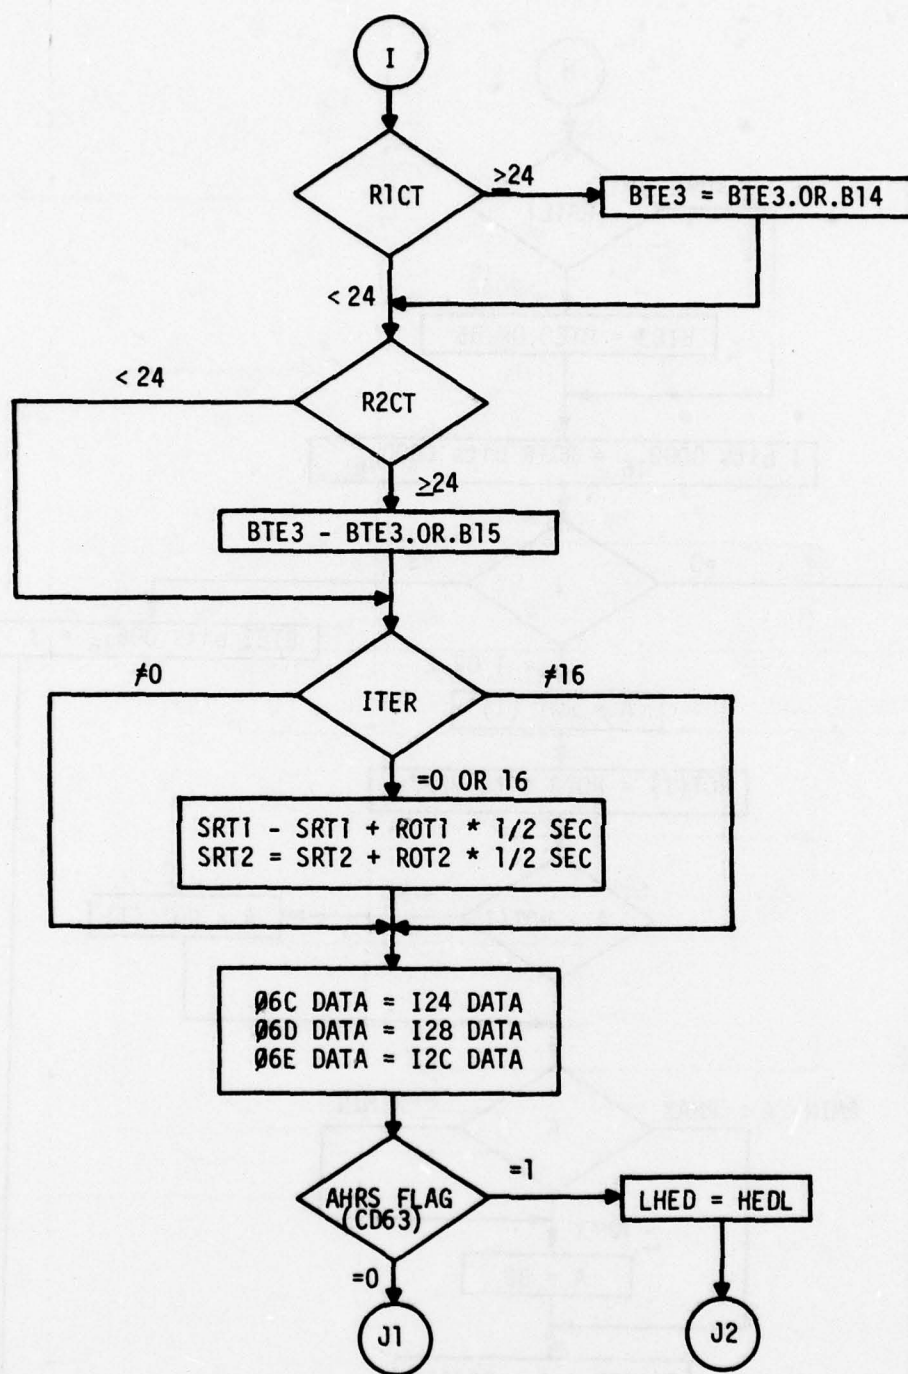 I
R1CT
≥24
BTE3 = BTE3.OR.B14
< 24
R2CT
< 24
≥24
BTE3 - BTE3.OR.B15
ITER
≠0
≠16
=0 OR 16
SRT1 - SRT1 + ROT1 * 1/2 SEC
SRT2 = SRT2 + ROT2 * 1/2 SEC
Ø6C DATA = I24 DATA
Ø6D DATA = I28 DATA
Ø6E DATA = I2C DATA
AHRS FLAG
(CD63)
=1
LHED = HEDL
=0
J1
J2